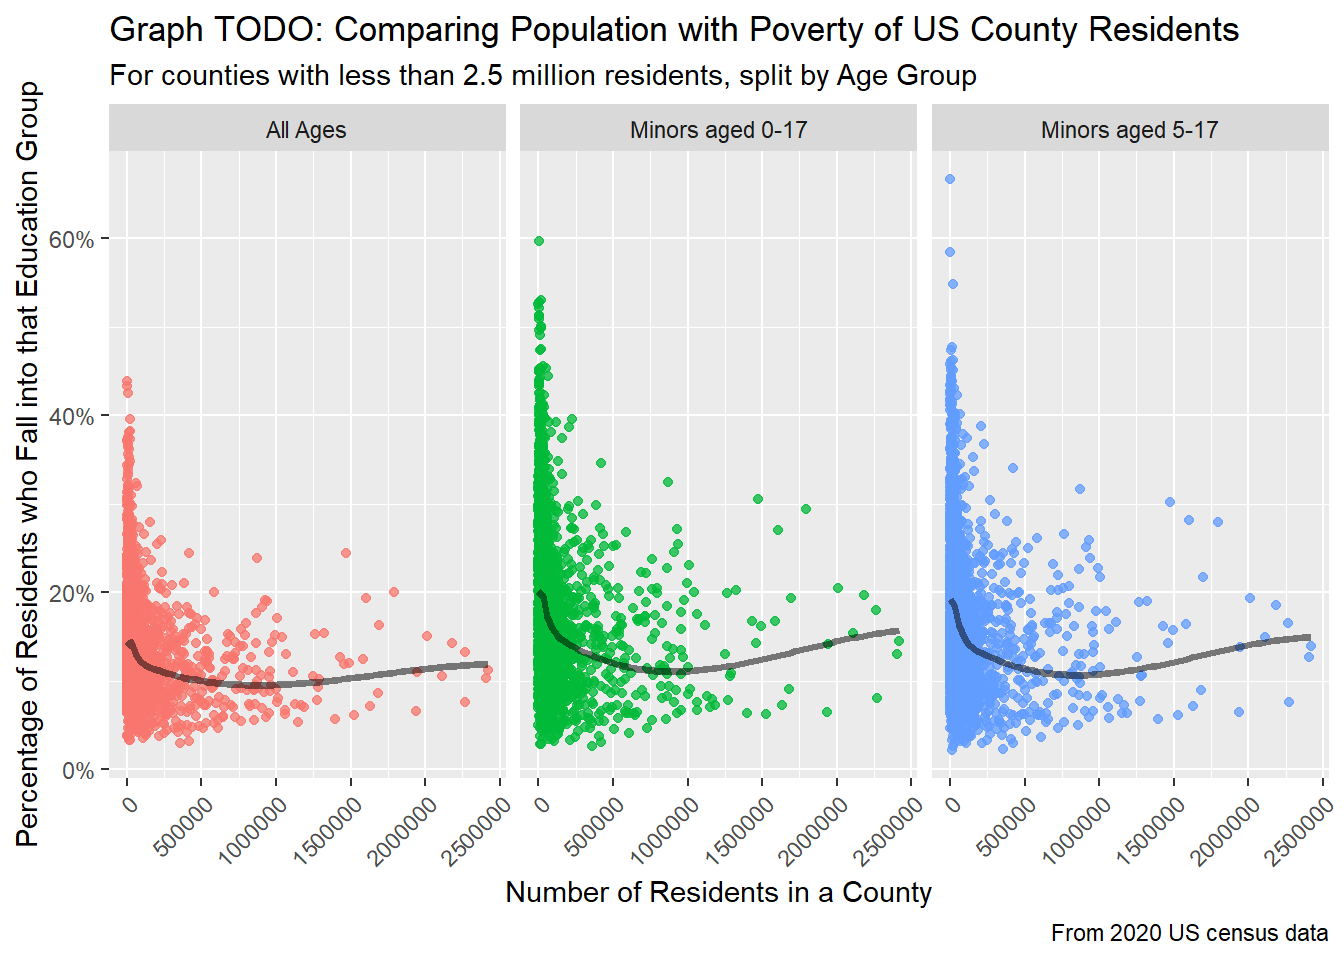 Graph TODO: Comparing Population with Poverty of US County Residents
For counties with less than 2.5 million residents, split by Age Group
All Ages
Minors aged 0-17
Minors aged 5-17
Percentage of Residents who Fall into that Education Group
60%
40%
20%
0%
0
500000
1000000
1500000
2000000
2500000
0
500000
1000000
1500000
2000000
2500000
0
500000
1000000
1500000
2000000
2500000
Number of Residents in a County
From 2020 US census data